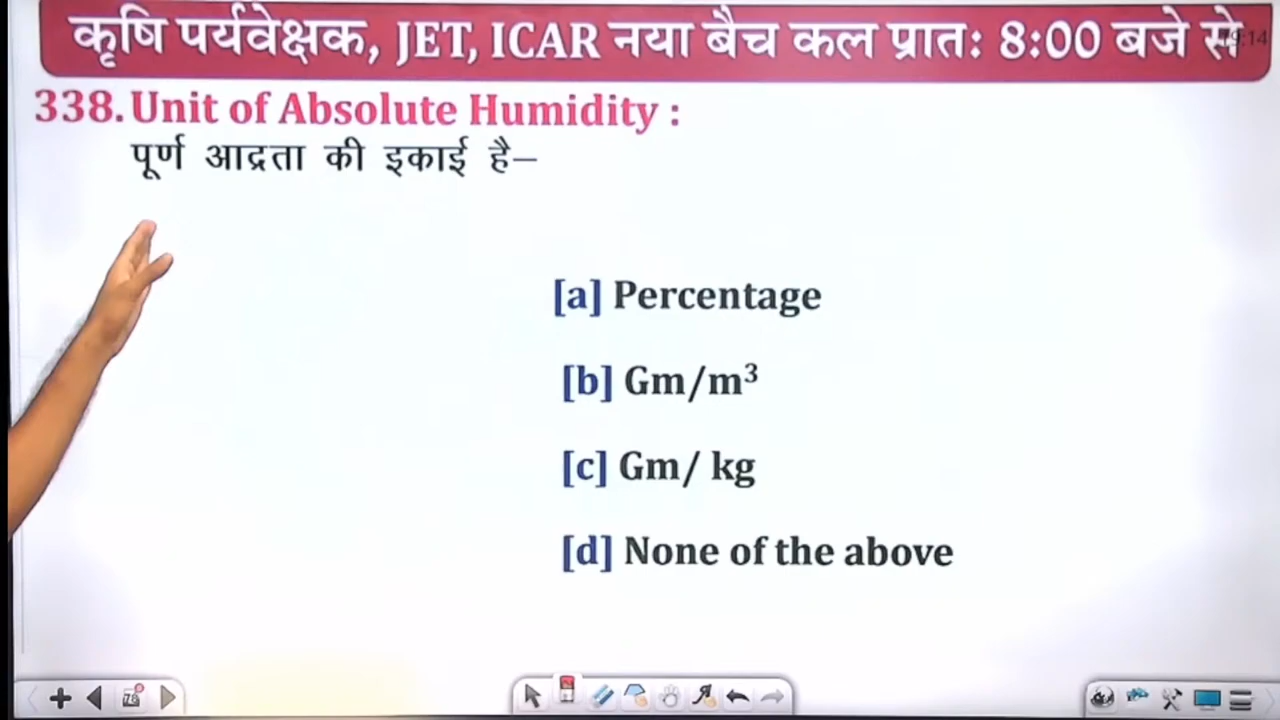 कृषि पर्यवेक्षक, JET, ICAR नया बैच कल प्रातः 8:00 बजे से
338. Unit of Absolute Humidity :
पूर्ण आद्रता की इकाई है–
[a] Percentage
[b] Gm/m³
[c] Gm/ kg
[d] None of the above
78